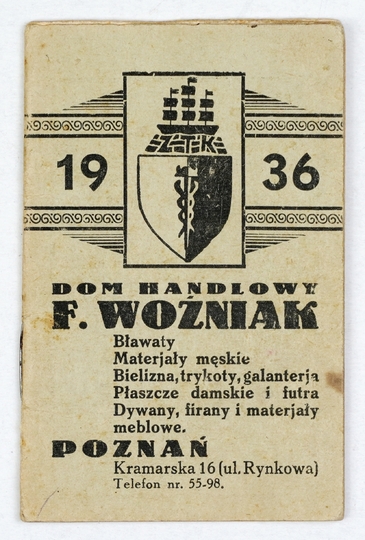 Z.T.K.
19 36
DOM HANDLOWY
F. WOŹNIAK
Bławaty
Materjały męskie
Bielizna, trykoty, galanterja
Płaszcze damskie i futra
Dywany, firany i materjały
meblowe.
POZNAŃ
Kramarska 16 (ul. Rynkowa)
Telefon nr. 55-98.